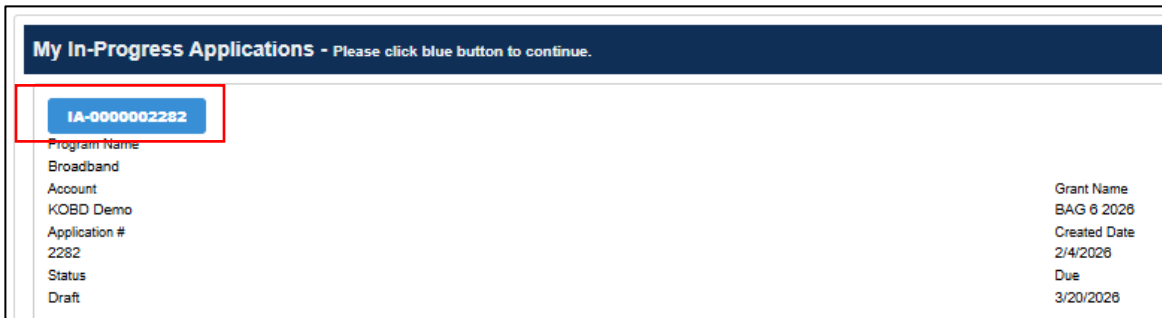 My In-Progress Applications - Please click blue button to continue.
IA-0000002282
Program Name
Broadband
Account
KOBD Demo
Application #
2282
Status
Draft
Grant Name
BAG 6 2026
Created Date
2/4/2026
Due
3/20/2026